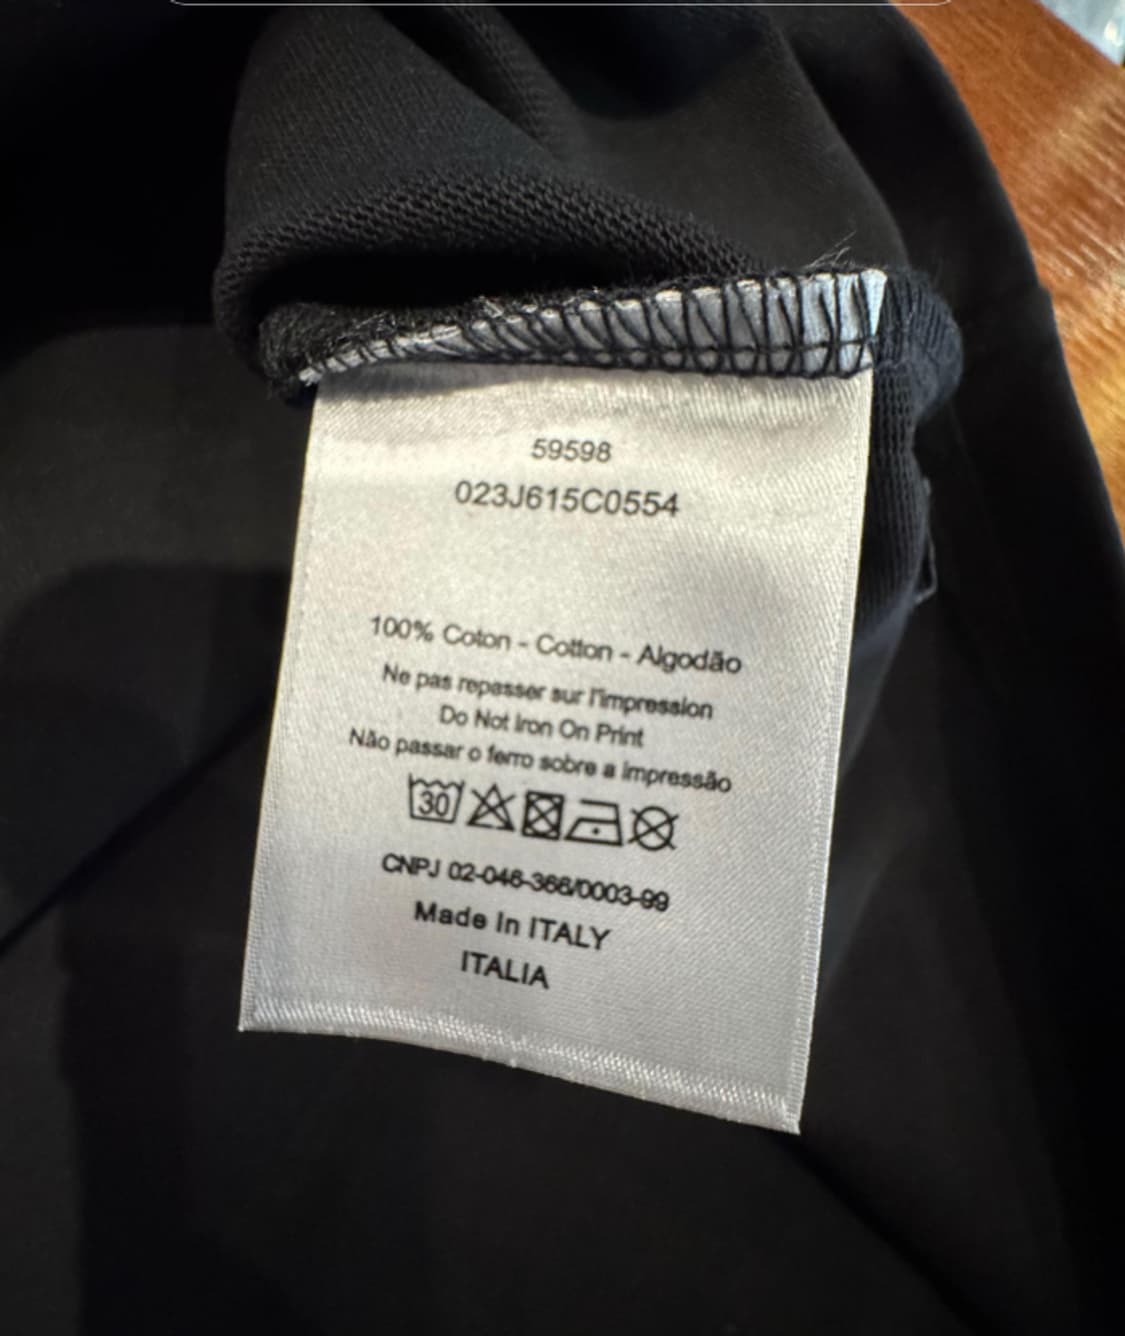 59598
023J615C0554
100% Coton - Cotton - Algodão
Ne pas repasser sur l'impression
Do Not Iron On Print
Não passar o ferro sobre a impressão
30
CNPJ 02-046-366/0003-99
Made In ITALY
ITALIA